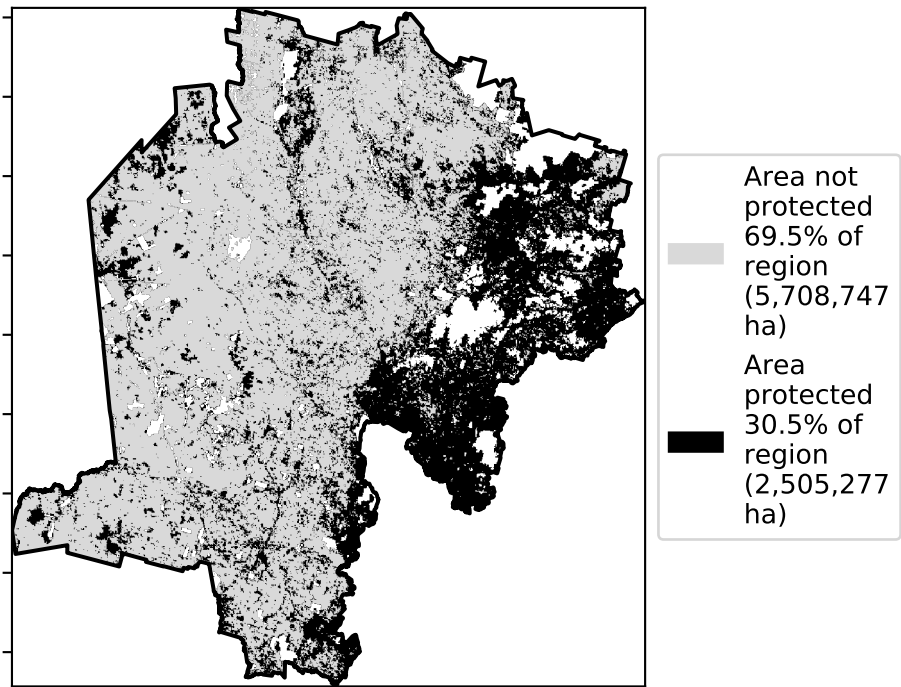 Area not
protected
69.5% of
region
(5,708,747
ha)
Area
protected
30.5% of
region
(2,505,277
ha)